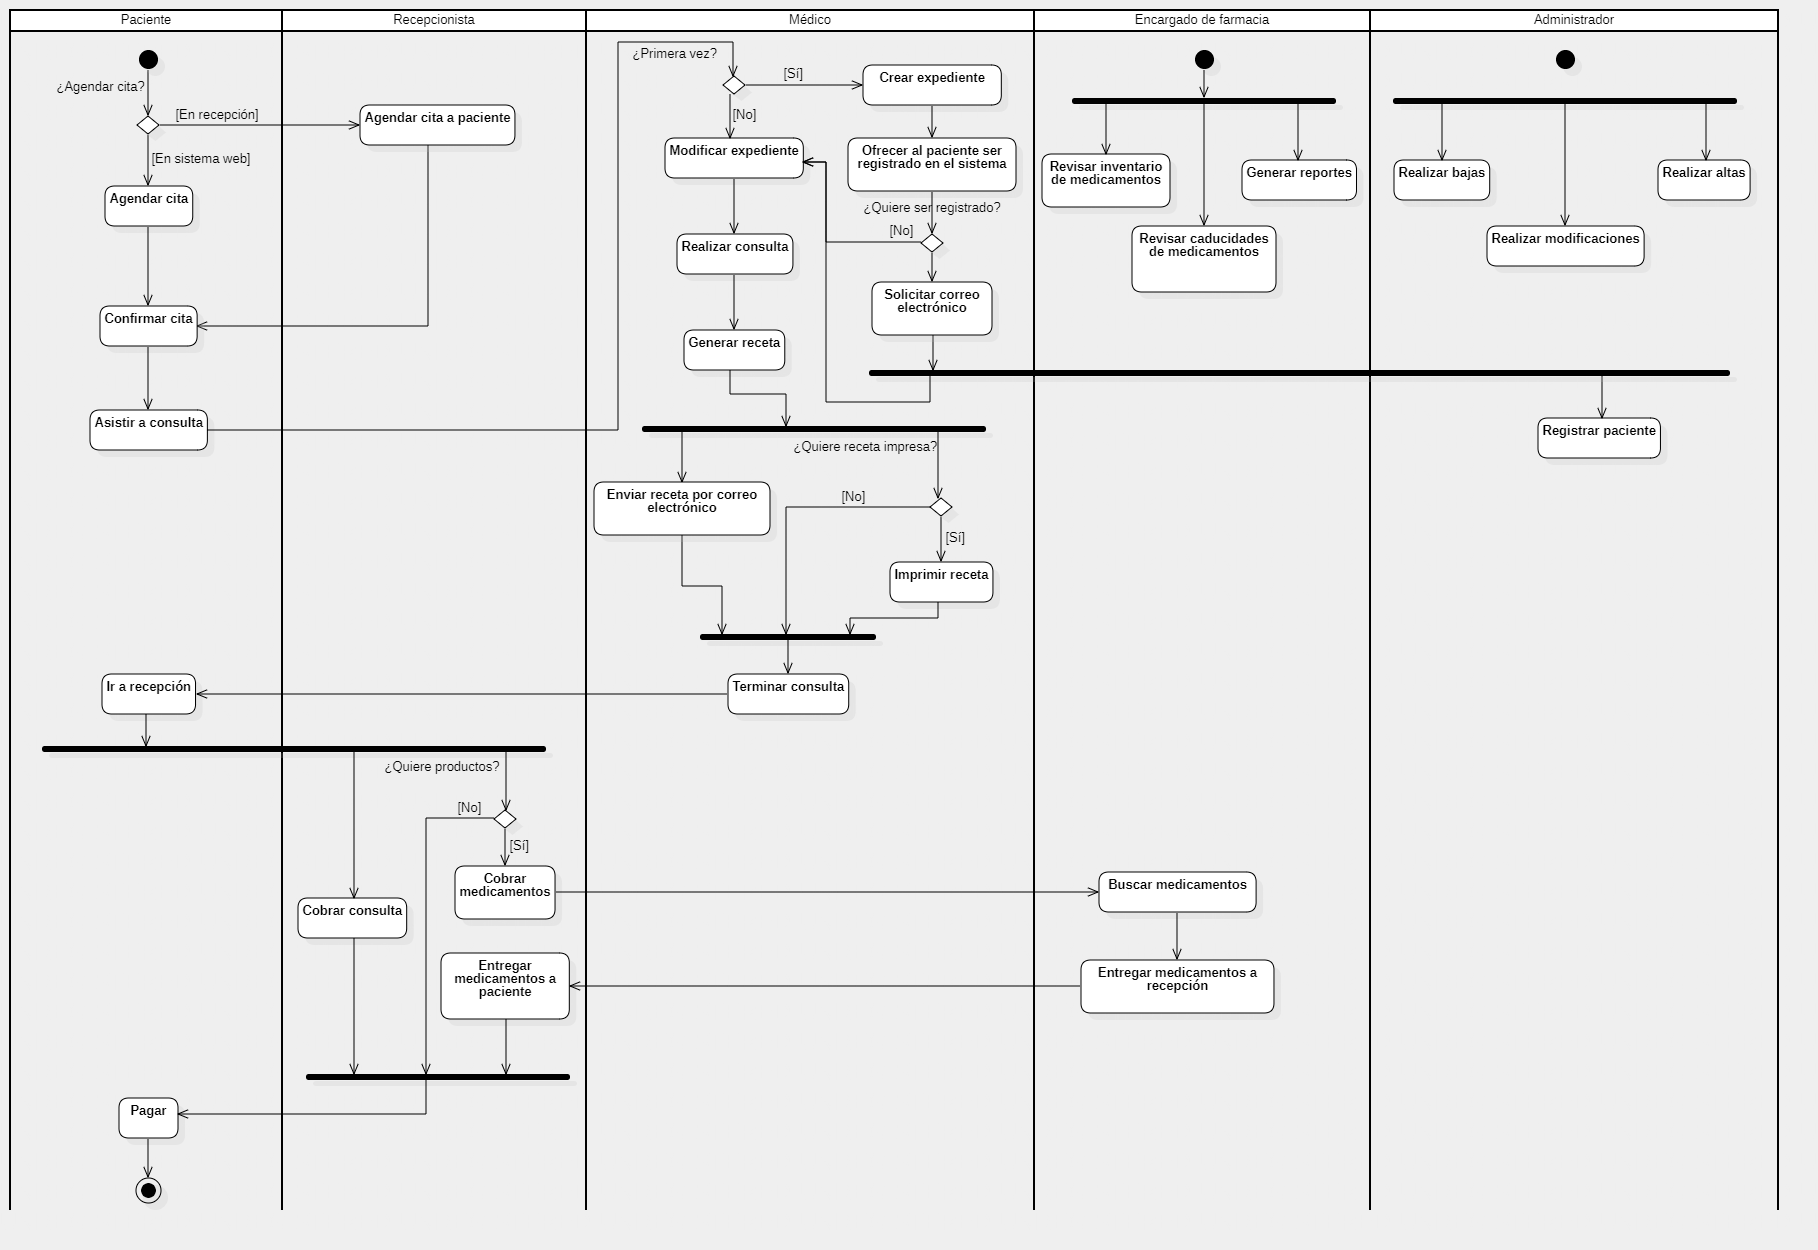 Paciente
Recepcionista
Médico
Encargado de farmacia
Administrador
¿Agendar cita?
[En recepción]
[En sistema web]
Agendar cita a paciente
Agendar cita
Confirmar cita
Asistir a consulta
¿Primera vez?
[Sí]
[No]
Crear expediente
Modificar expediente
Ofrecer al paciente ser
registrado en el sistema
¿Quiere ser registrado?
[No]
Realizar consulta
Solicitar correo
electrónico
Generar receta
¿Quiere receta impresa?
Enviar receta por correo
electrónico
[No]
[Sí]
Imprimir receta
Terminar consulta
Revisar inventario
de medicamentos
Generar reportes
Revisar caducidades
de medicamentos
Realizar bajas
Realizar altas
Realizar modificaciones
Registrar paciente
Ir a recepción
¿Quiere productos?
[No]
[Sí]
Cobrar
medicamentos
Cobrar consulta
Buscar medicamentos
Entregar medicamentos a
recepción
Entregar
medicamentos a
paciente
Pagar